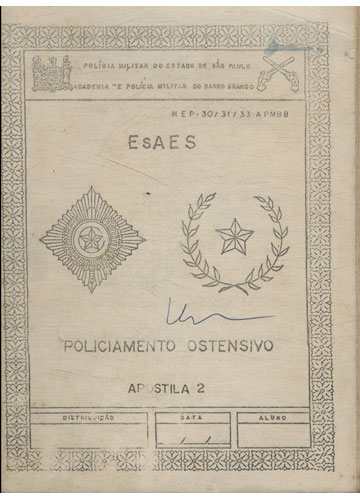 POLÍCIA MILITAR DO ESTADO DE SÃO PAULO
ACADEMIA DE POLÍCIA MILITAR DO BARRO BRANCO
MEP-30/31/33-APMBB
EsAES
POLICIAMENTO OSTENSIVO
APOSTILA 2
DISTRIBUIÇÃO DATA ALUNO
/ /